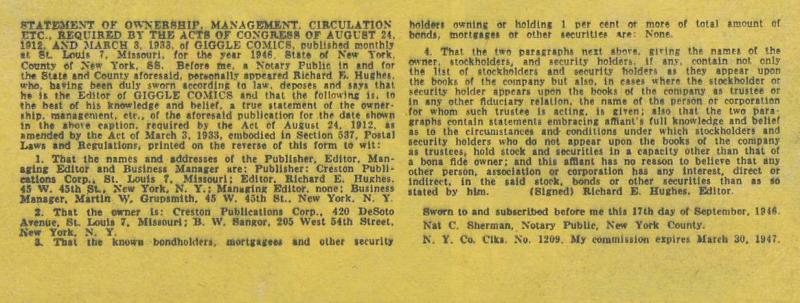 STATEMENT OF OWNERSHIP, MANAGEMENT, CIRCULATION
ETC., REQUIRED BY THE ACTS OF CONGRESS OF AUGUST 24,
1912, AND MARCH 3, 1933, of GIGGLE COMICS, published monthly
at St. Louis 7, Missouri, for the year 1946. State of New York,
County of New York, SS. Before me, a Notary Public in and for
the State and County aforesaid, personally appeared Richard E. Hughes,
who, having been duly sworn according to law, deposes and says that
he is the Editor of GIGGLE COMICS and that the following is, to
the best of his knowledge and belief, a true statement of the owner-
ship, management, etc., of the aforesaid publication for the date shown
in the above caption, required by the Act of August 24, 1912, as
amended by the Act of March 3, 1933, embodied in Section 537, Postal
Laws and Regulations, printed on the reverse of this form to wit:
1. That the names and addresses of the Publisher, Editor, Man-
aging Editor and Business Manager are: Publisher: Creston Publi-
cations Corp., St. Louis 7, Missouri; Editor, Richard E. Hughes,
45 W. 45th St., New York, N. Y.; Managing Editor, none; Business
Manager, Martin W. Grupsmith, 45 W. 45th St., New York, N. Y.
2. That the owner is: Creston Publications Corp., 420 DeSoto
Avenue, St. Louis 7, Missouri; B. W. Sangor, 205 West 54th Street,
New York, N. Y.
3. That the known bondholders, mortgagees and other security
holders owning or holding 1 per cent or more of total amount of
bonds, mortgages or other securities are: None.
4. That the two paragraphs next above, giving the names of the
owner, stockholders, and security holders, if any, contain not only
the list of stockholders and security holders as they appear upon
the books of the company but also, in cases where the stockholder or
security holder appears upon the books of the company as trustee or
in any other fiduciary relation, the name of the person or corporation
for whom such trustee is acting, is given; also that the two para-
graphs contain statements embracing affiant's full knowledge and belief
as to the circumstances and conditions under which stockholders and
security holders who do not appear upon the books of the company
as trustees, hold stock and securities in a capacity other than that of
a bona fide owner; and this affiant has no reason to believe that any
other person, association or corporation has any interest, direct or
indirect, in the said stock, bonds or other securities than as so
stated by him. (Signed) Richard E. Hughes, Editor.
Sworn to and subscribed before me this 17th day of September, 1946.
Nat C. Sherman, Notary Public, New York County.
N. Y. Co. Clks. No. 1209. My commission expires March 30, 1947.